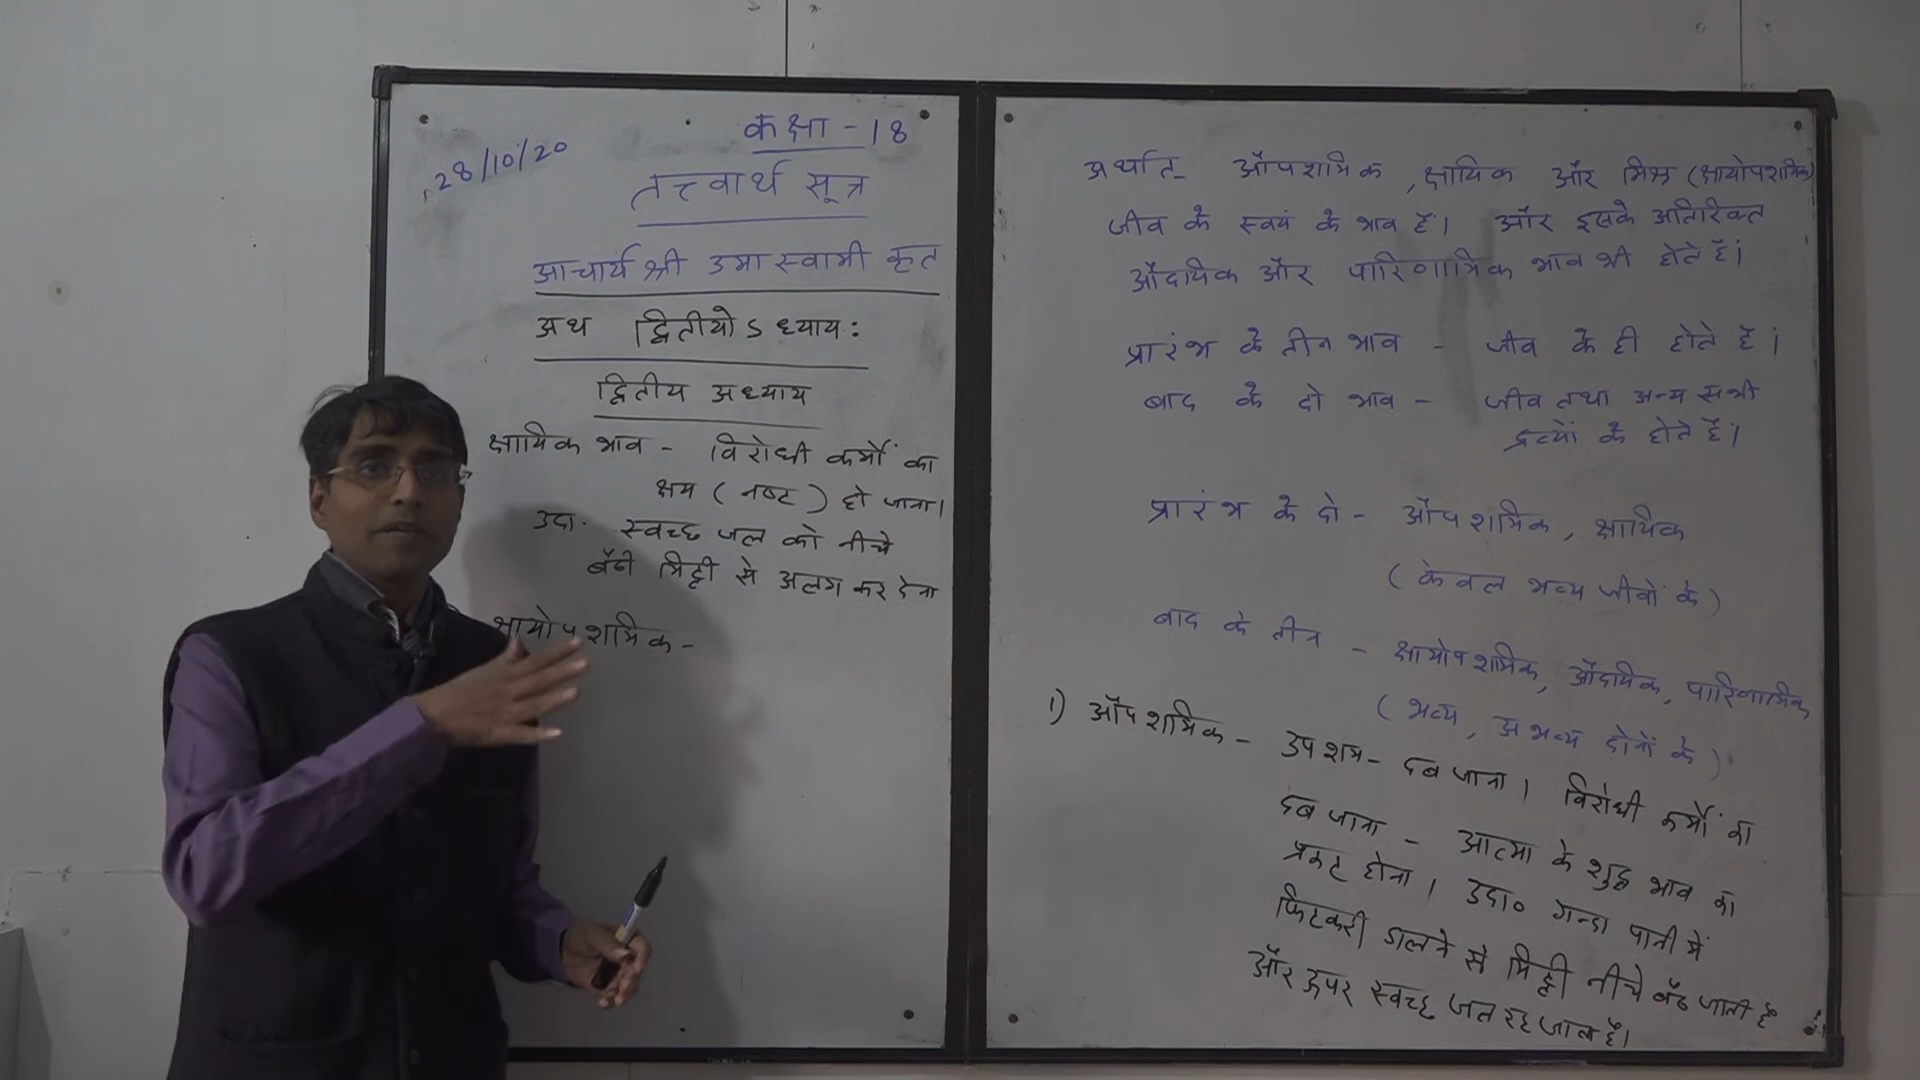 28/10/20
कक्षा - 18
तत्त्वार्थ सूत्र
आचार्य श्री उमास्वामी कृत
अथ द्वितीयोऽध्यायः
द्वितीय अध्याय
क्षायिक भाव - विरोधी कर्मों का
क्षय ( नष्ट ) हो जाना।
उदा. स्वच्छ जल को नीचे
बैठी मिट्टी से अलग कर देना
क्षायोपशमिक -
अर्थात- औपशमिक, क्षायिक और मिश्र (क्षायोपशमिक)
जीव के स्वयं के भाव हैं। और इसके अतिरिक्त
औदयिक और पारिणामिक भाव भी होते हैं।
प्रारंभ के तीन भाव - जीव के ही होते हैं।
बाद के दो भाव - जीव तथा अन्य सभी
द्रव्यों के होते हैं।
प्रारंभ के दो - औपशमिक, क्षायिक
( केवल भव्य जीवों के )
बाद के तीन - क्षायोपशमिक, औदयिक, पारिणामिक
( भव्य, अभव्य दोनों के )
1) औपशमिक - उपशम - दब जाना। विरोधी कर्मों का
दब जाना - आत्मा के शुद्ध भाव का
प्रकट होना। उदा० गन्दा पानी में
फिटकरी डालने से मिट्टी नीचे बैठ जाती है
और ऊपर स्वच्छ जल रह जाता है।